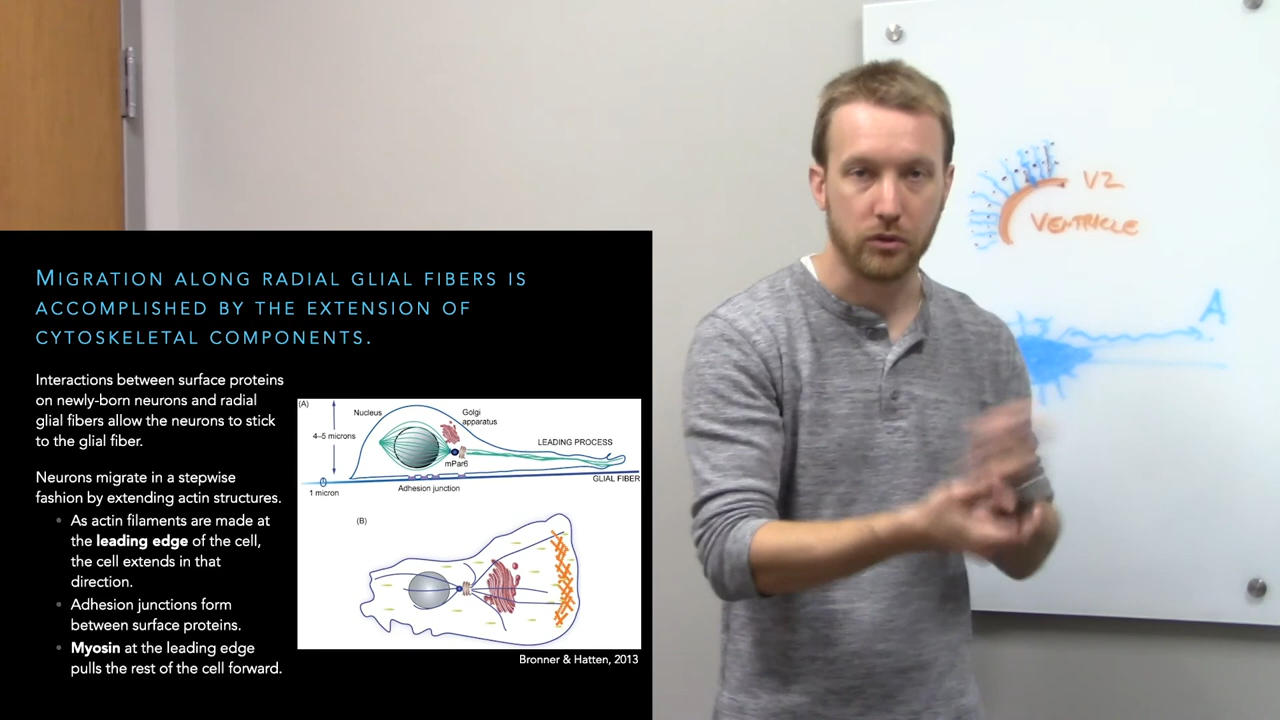 MIGRATION ALONG RADIAL GLIAL FIBERS IS
ACCOMPLISHED BY THE EXTENSION OF
CYTOSKELETAL COMPONENTS.
Interactions between surface proteins
on newly-born neurons and radial
glial fibers allow the neurons to stick
to the glial fiber.
Neurons migrate in a stepwise
fashion by extending actin structures.
• As actin filaments are made at
the leading edge of the cell,
the cell extends in that
direction.
• Adhesion junctions form
between surface proteins.
• Myosin at the leading edge
pulls the rest of the cell forward.
(A)
Nucleus
Golgi
apparatus
4–5 microns
LEADING PROCESS
mPar6
GLIAL FIBER
1 micron
Adhesion junction
(B)
Bronner & Hatten, 2013
VZ
VENTRICLE
A